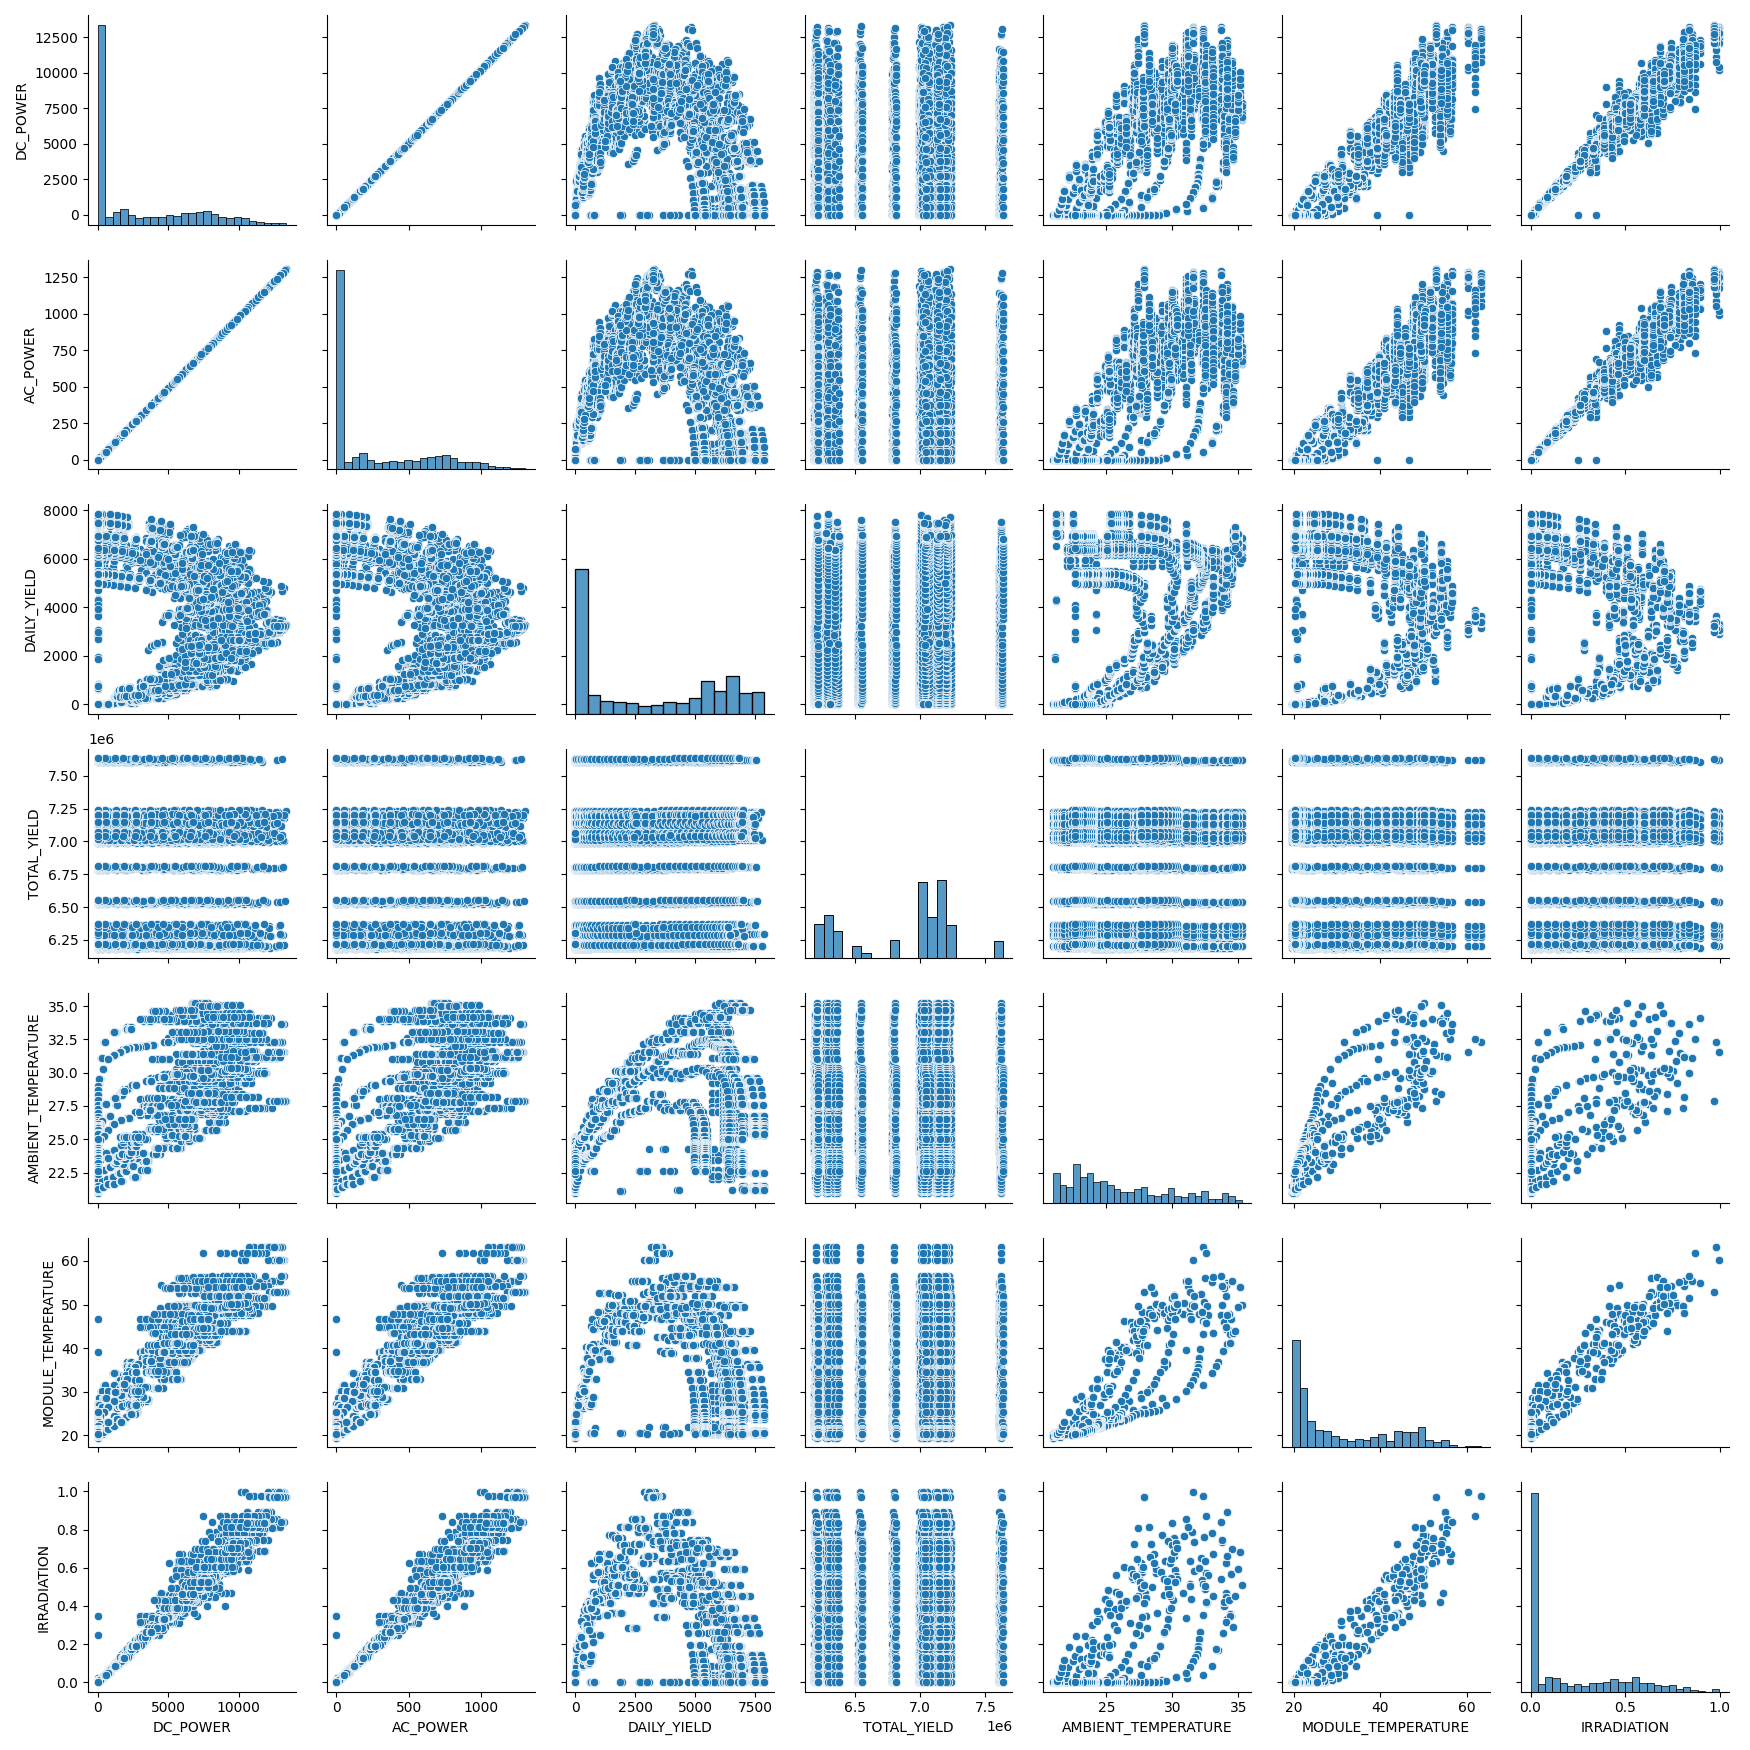 DC_POWER
12500
10000
7500
5000
2500
0
AC_POWER
1250
1000
750
500
250
0
DAILY_YIELD
8000
6000
4000
2000
0
1e6
TOTAL_YIELD
7.50
7.25
7.00
6.75
6.50
6.25
AMBIENT_TEMPERATURE
35.0
32.5
30.0
27.5
25.0
22.5
MODULE_TEMPERATURE
60
50
40
30
20
IRRADIATION
1.0
0.8
0.6
0.4
0.2
0.0
0 5000 10000
0 500 1000
0 2500 5000 7500
6.5 7.0 7.5
25 30 35
20 40 60
0.0 0.5 1.0
DC_POWER
AC_POWER
DAILY_YIELD
TOTAL_YIELD
1e6
AMBIENT_TEMPERATURE
MODULE_TEMPERATURE
IRRADIATION